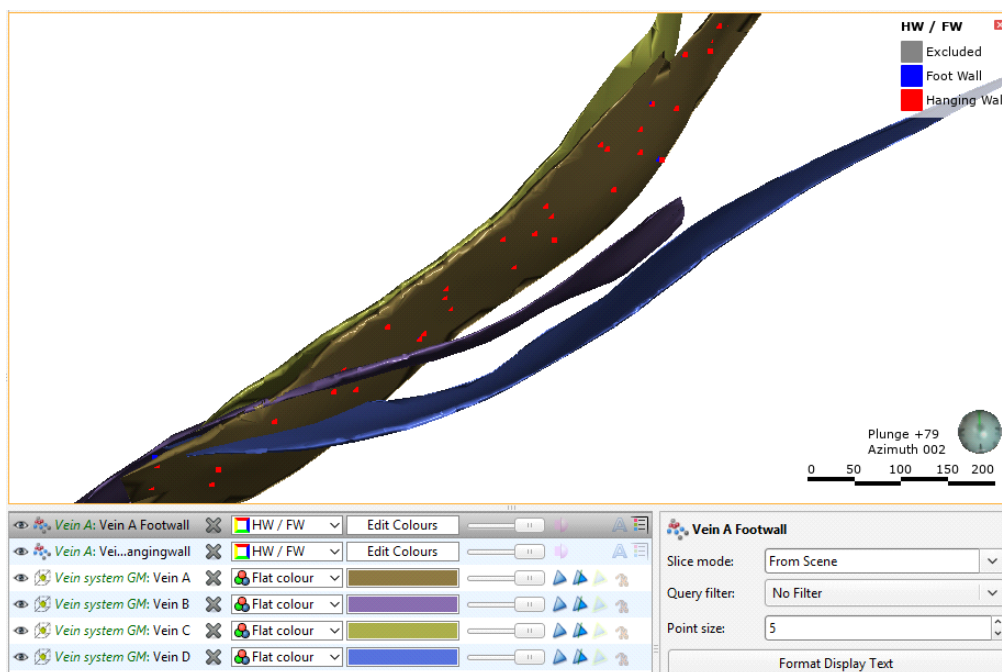 HW / FW
Excluded
Foot Wall
Hanging Wal
Plunge +79
Azimuth 002
0 50 100 150 200
Vein A: Vein A Footwall HW / FW Edit Colours
Vein A: Vei...angingwall HW / FW Edit Colours
Vein system GM: Vein A Flat colour
Vein system GM: Vein B Flat colour
Vein system GM: Vein C Flat colour
Vein system GM: Vein D Flat colour
Vein A Footwall
Slice mode: From Scene
Query filter: No Filter
Point size: 5
Format Display Text